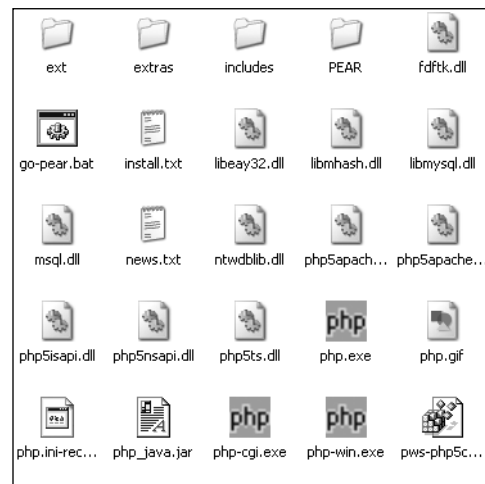 ext extras includes PEAR fdftk.dll
go-pear.bat install.txt libeay32.dll libmhash.dll libmysql.dll
msql.dll news.txt ntwdblib.dll php5apach... php5apache...
php
php5isapi.dll php5nsapi.dll php5ts.dll php.exe php.gif
php php
php.ini-rec... php_java.jar php-cgi.exe php-win.exe pws-php5c...